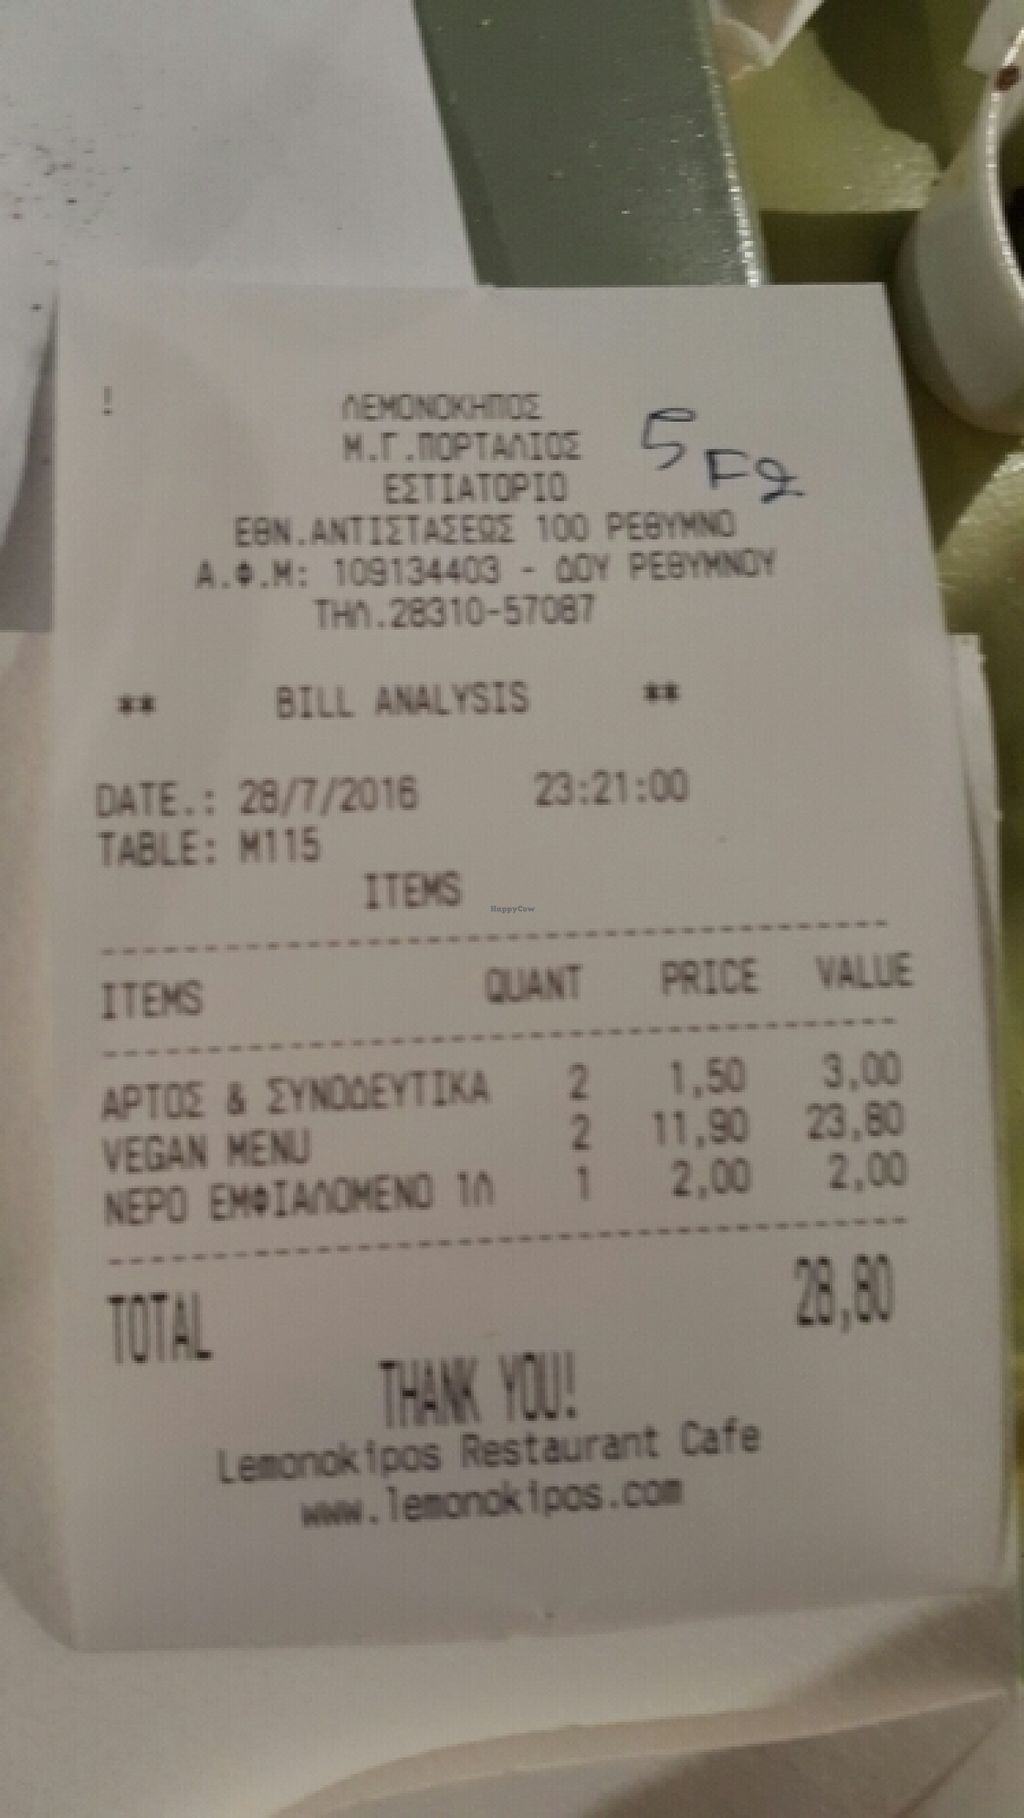 ! ΛΕΜΟΝΟΚΗΠΟΣ
Μ.Γ.ΠΟΡΤΑΛΙΟΣ
5 F2
ΕΣΤΙΑΤΟΡΙΟ
ΕΘΝ.ΑΝΤΙΣΤΑΣΕΩΣ 100 ΡΕΘΥΜΝΟ
Α.Φ.Μ: 109134403 - ΔΟΥ ΡΕΘΥΜΝΟΥ
ΤΗΛ.28310-57087
** BILL ANALYSIS **
DATE.: 28/7/2016 23:21:00
TABLE: M115
ITEMS
HappyCow
ITEMS QUANT PRICE VALUE
ΑΡΤΟΣ & ΣΥΝΟΔΕΥΤΙΚΑ 2 1,50 3,00
VEGAN MENU 2 11,90 23,80
ΝΕΡΟ ΕΜΦΙΑΛΟΜΕΝΟ 1Λ 1 2,00 2,00
TOTAL 28,80
THANK YOU!
Lemonokipos Restaurant Cafe
www.lemonokipos.com